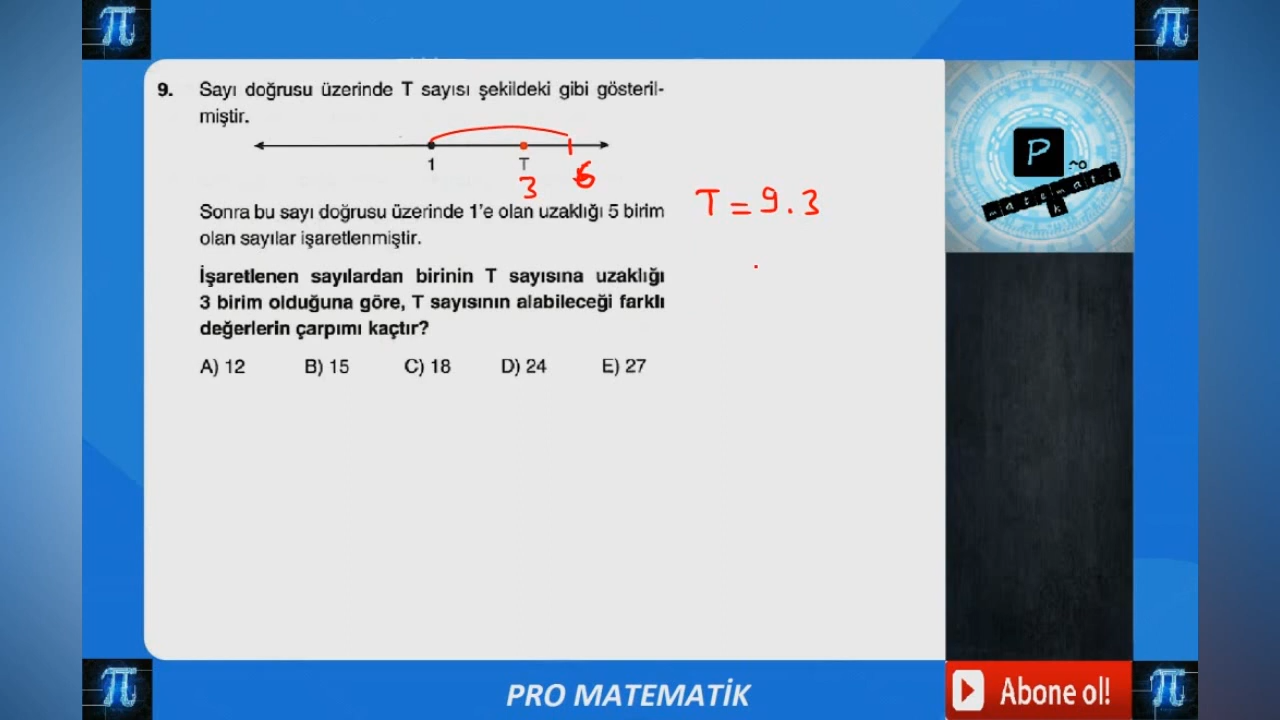 9. Sayı doğrusu üzerinde T sayısı şekildeki gibi gösteril-
miştir.
1 T
3 6
T = 9.3
Sonra bu sayı doğrusu üzerinde 1'e olan uzaklığı 5 birim
olan sayılar işaretlenmiştir.
İşaretlenen sayılardan birinin T sayısına uzaklığı
3 birim olduğuna göre, T sayısının alabileceği farklı
değerlerin çarpımı kaçtır?
A) 12 B) 15 C) 18 D) 24 E) 27
P
ro
matematik
PRO MATEMATİK
Abone ol!
π
π
π
π